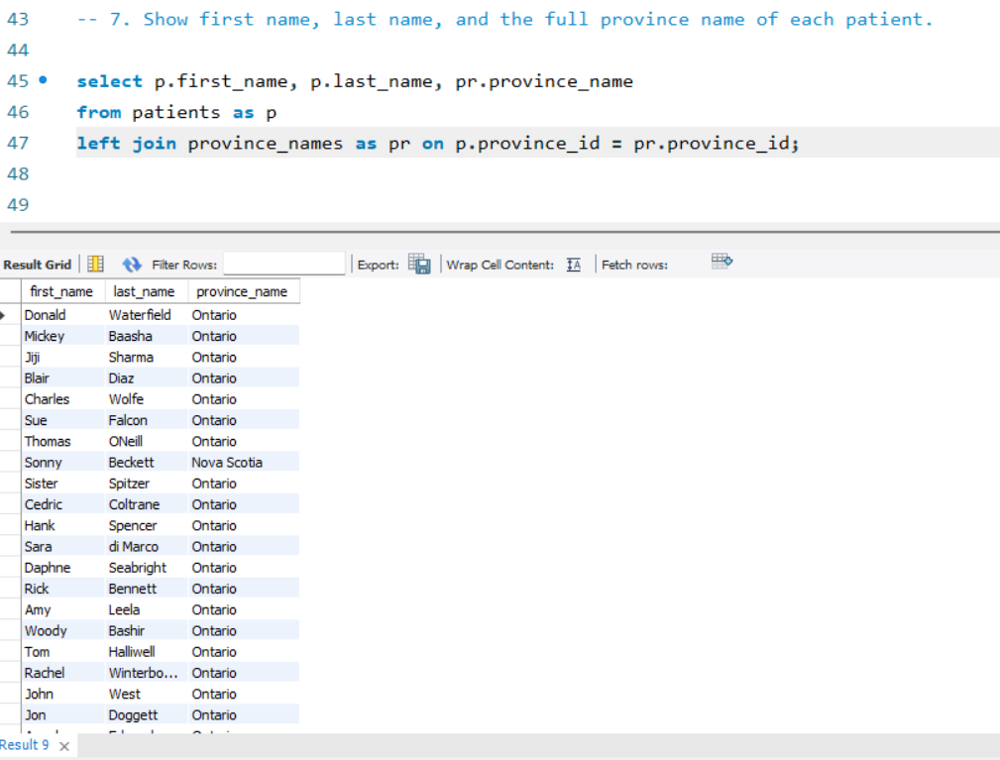 43 -- 7. Show first name, last name, and the full province name of each patient.
44
45 select p.first_name, p.last_name, pr.province_name
46 from patients as p
47 left join province_names as pr on p.province_id = pr.province_id;
48
49
Result Grid Filter Rows: Export: Wrap Cell Content: IA Fetch rows:
first_name last_name province_name
Donald Waterfield Ontario
Mickey Baasha Ontario
Jiji Sharma Ontario
Blair Diaz Ontario
Charles Wolfe Ontario
Sue Falcon Ontario
Thomas ONeill Ontario
Sonny Beckett Nova Scotia
Sister Spitzer Ontario
Cedric Coltrane Ontario
Hank Spencer Ontario
Sara di Marco Ontario
Daphne Seabright Ontario
Rick Bennett Ontario
Amy Leela Ontario
Woody Bashir Ontario
Tom Halliwell Ontario
Rachel Winterbo... Ontario
John West Ontario
Jon Doggett Ontario
Result 9